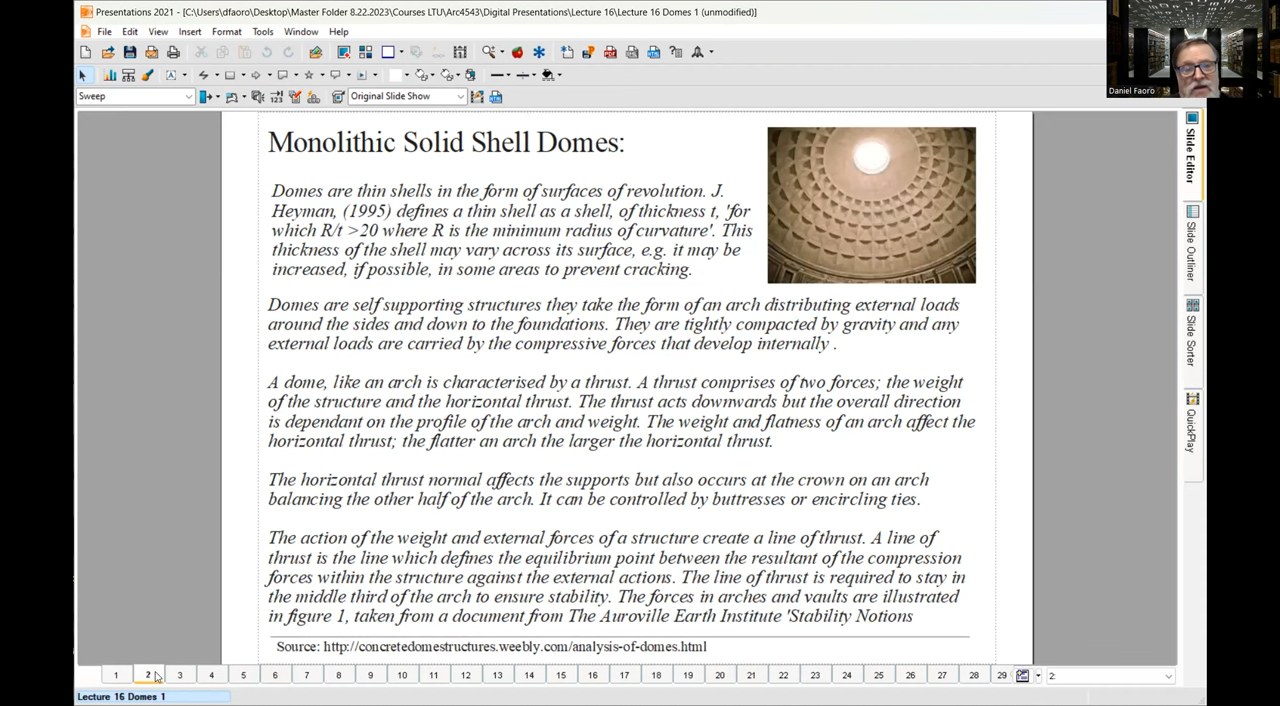 Presentations 2021 - [C:\Users\dfaoro\Desktop\Master Folder 8.22.2023\Courses LTU\Arc4543\Digital Presentations\Lecture 16\Lecture 16 Domes 1 (unmodified)]
File Edit View Insert Format Tools Window Help
Sweep
Original Slide Show
Daniel Faoro
Monolithic Solid Shell Domes:
Domes are thin shells in the form of surfaces of revolution. J.
Heyman, (1995) defines a thin shell as a shell, of thickness t, 'for
which R/t >20 where R is the minimum radius of curvature'. This
thickness of the shell may vary across its surface, e.g. it may be
increased, if possible, in some areas to prevent cracking.
Domes are self supporting structures they take the form of an arch distributing external loads
around the sides and down to the foundations. They are tightly compacted by gravity and any
external loads are carried by the compressive forces that develop internally .
A dome, like an arch is characterised by a thrust. A thrust comprises of two forces; the weight
of the structure and the horizontal thrust. The thrust acts downwards but the overall direction
is dependant on the profile of the arch and weight. The weight and flatness of an arch affect the
horizontal thrust; the flatter an arch the larger the horizontal thrust.
The horizontal thrust normal affects the supports but also occurs at the crown on an arch
balancing the other half of the arch. It can be controlled by buttresses or encircling ties.
The action of the weight and external forces of a structure create a line of thrust. A line of
thrust is the line which defines the equilibrium point between the resultant of the compression
forces within the structure against the external actions. The line of thrust is required to stay in
the middle third of the arch to ensure stability. The forces in arches and vaults are illustrated
in figure 1, taken from a document from The Auroville Earth Institute 'Stability Notions
Source: http://concretedomestructures.weebly.com/analysis-of-domes.html
Slide Editor
Slide Outliner
Slide Sorter
QuickPlay
1 2 3 4 5 6 7 8 9 10 11 12 13 14 15 16 17 18 19 20 21 22 23 24 25 26 27 28 29
2:
Lecture 16 Domes 1